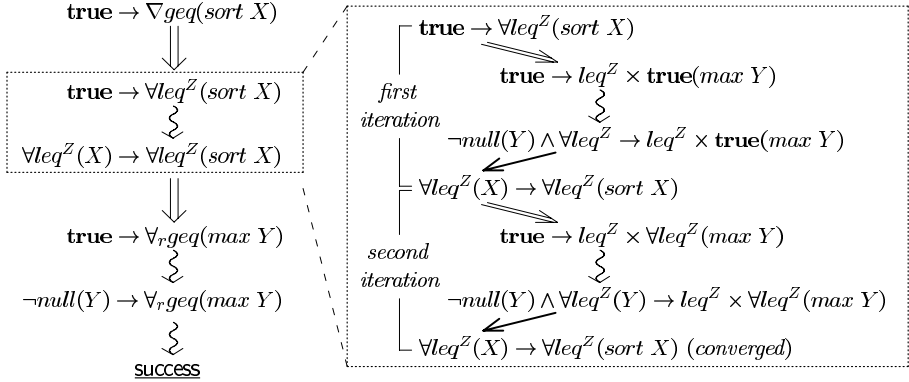 true → ∇geq(sort X)
true → ∀leq^Z(sort X)
∀leq^Z(X) → ∀leq^Z(sort X)
true → ∀_r geq(max Y)
¬null(Y) → ∀_r geq(max Y)
success
first
iteration
second
iteration
true → ∀leq^Z(sort X)
true → leq^Z × true(max Y)
¬null(Y) ∧ ∀leq^Z → leq^Z × true(max Y)
∀leq^Z(X) → ∀leq^Z(sort X)
true → leq^Z × ∀leq^Z(max Y)
¬null(Y) ∧ ∀leq^Z(Y) → leq^Z × ∀leq^Z(max Y)
∀leq^Z(X) → ∀leq^Z(sort X) (converged)